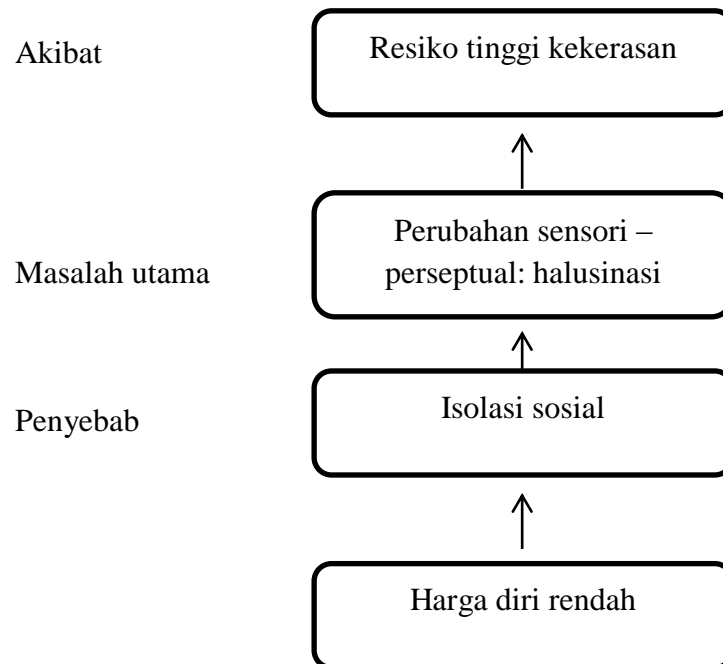 Akibat
Resiko tinggi kekerasan
Perubahan sensori –
Masalah utama
perseptual: halusinasi
Penyebab
Isolasi sosial
Harga diri rendah